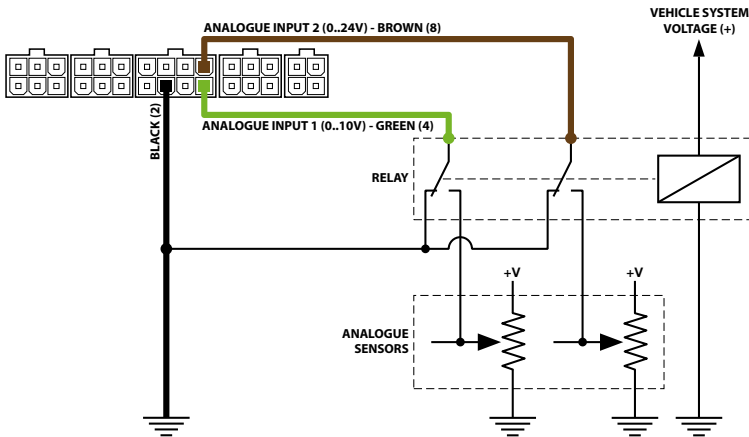 VEHICLE SYSTEM
VOLTAGE (+)
ANALOGUE INPUT 2 (0..24V) - BROWN (8)
BLACK (2)
ANALOGUE INPUT 1 (0..10V) - GREEN (4)
RELAY
+V
+V
ANALOGUE
SENSORS